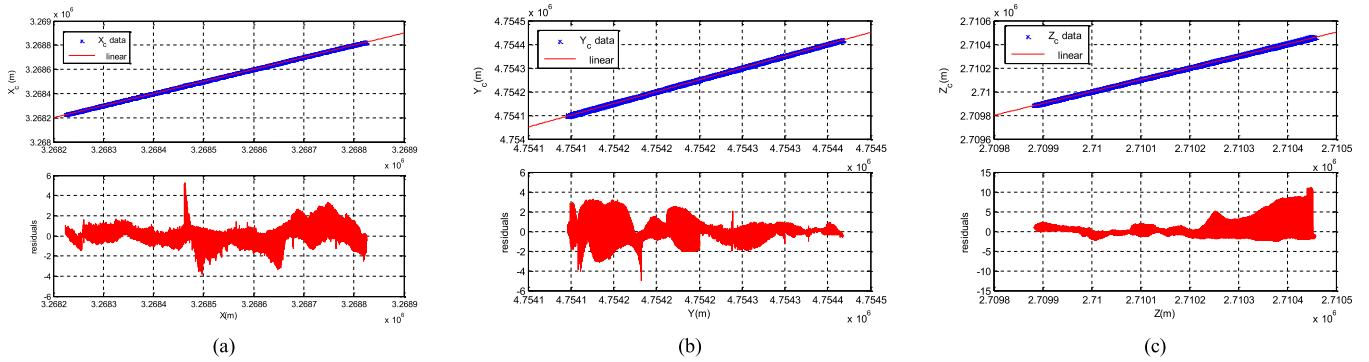 x 10^6
3.269
3.2688
3.2686
3.2684
3.2682
3.268
X_c (m)
X_c data
linear
3.2682 3.2683 3.2684 3.2685 3.2686 3.2687 3.2688 3.2689
x 10^6
6
4
2
0
-2
-4
-6
residuals
3.2682 3.2683 3.2684 3.2685 3.2686 3.2687 3.2688 3.2689
X(m)
x 10^6
(a)
x 10^6
4.7545
4.7544
4.7543
4.7542
4.7541
4.754
Y_c(m)
Y_c data
linear
4.7541 4.7541 4.7542 4.7542 4.7543 4.7544 4.7544 4.7545
x 10^6
6
4
2
0
-2
-4
-6
residuals
4.7541 4.7541 4.7542 4.7542 4.7543 4.7544 4.7544 4.7545
Y(m)
x 10^6
(b)
x 10^6
2.7106
2.7104
2.7102
2.71
2.7098
2.7096
Z_c(m)
Z_c data
linear
2.7098 2.7099 2.71 2.7101 2.7102 2.7103 2.7104 2.7105
x 10^6
15
10
5
0
-5
-10
-15
residuals
2.7098 2.7099 2.71 2.7101 2.7102 2.7103 2.7104 2.7105
Z(m)
x 10^6
(c)